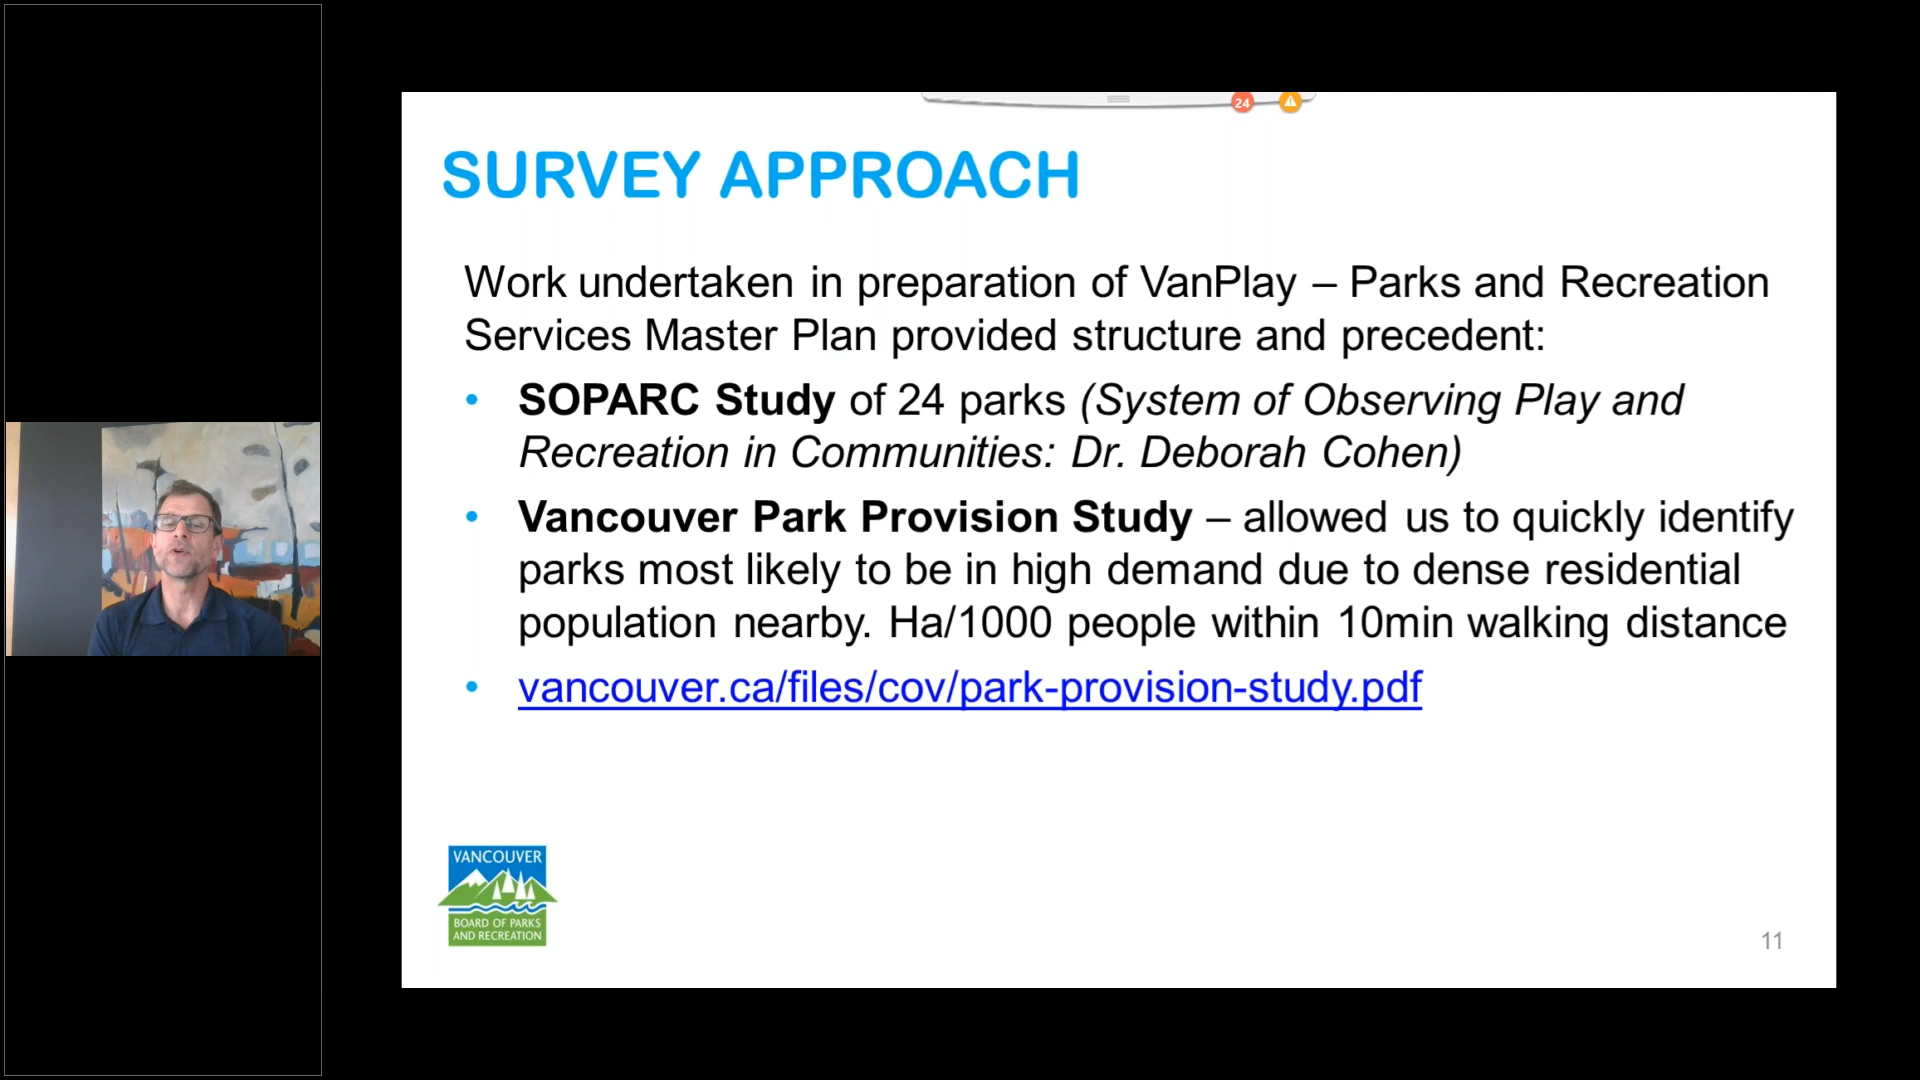 24
SURVEY APPROACH
Work undertaken in preparation of VanPlay – Parks and Recreation
Services Master Plan provided structure and precedent:
• SOPARC Study of 24 parks (System of Observing Play and
Recreation in Communities: Dr. Deborah Cohen)
• Vancouver Park Provision Study – allowed us to quickly identify
parks most likely to be in high demand due to dense residential
population nearby. Ha/1000 people within 10min walking distance
• vancouver.ca/files/cov/park-provision-study.pdf
VANCOUVER
BOARD OF PARKS
AND RECREATION
11